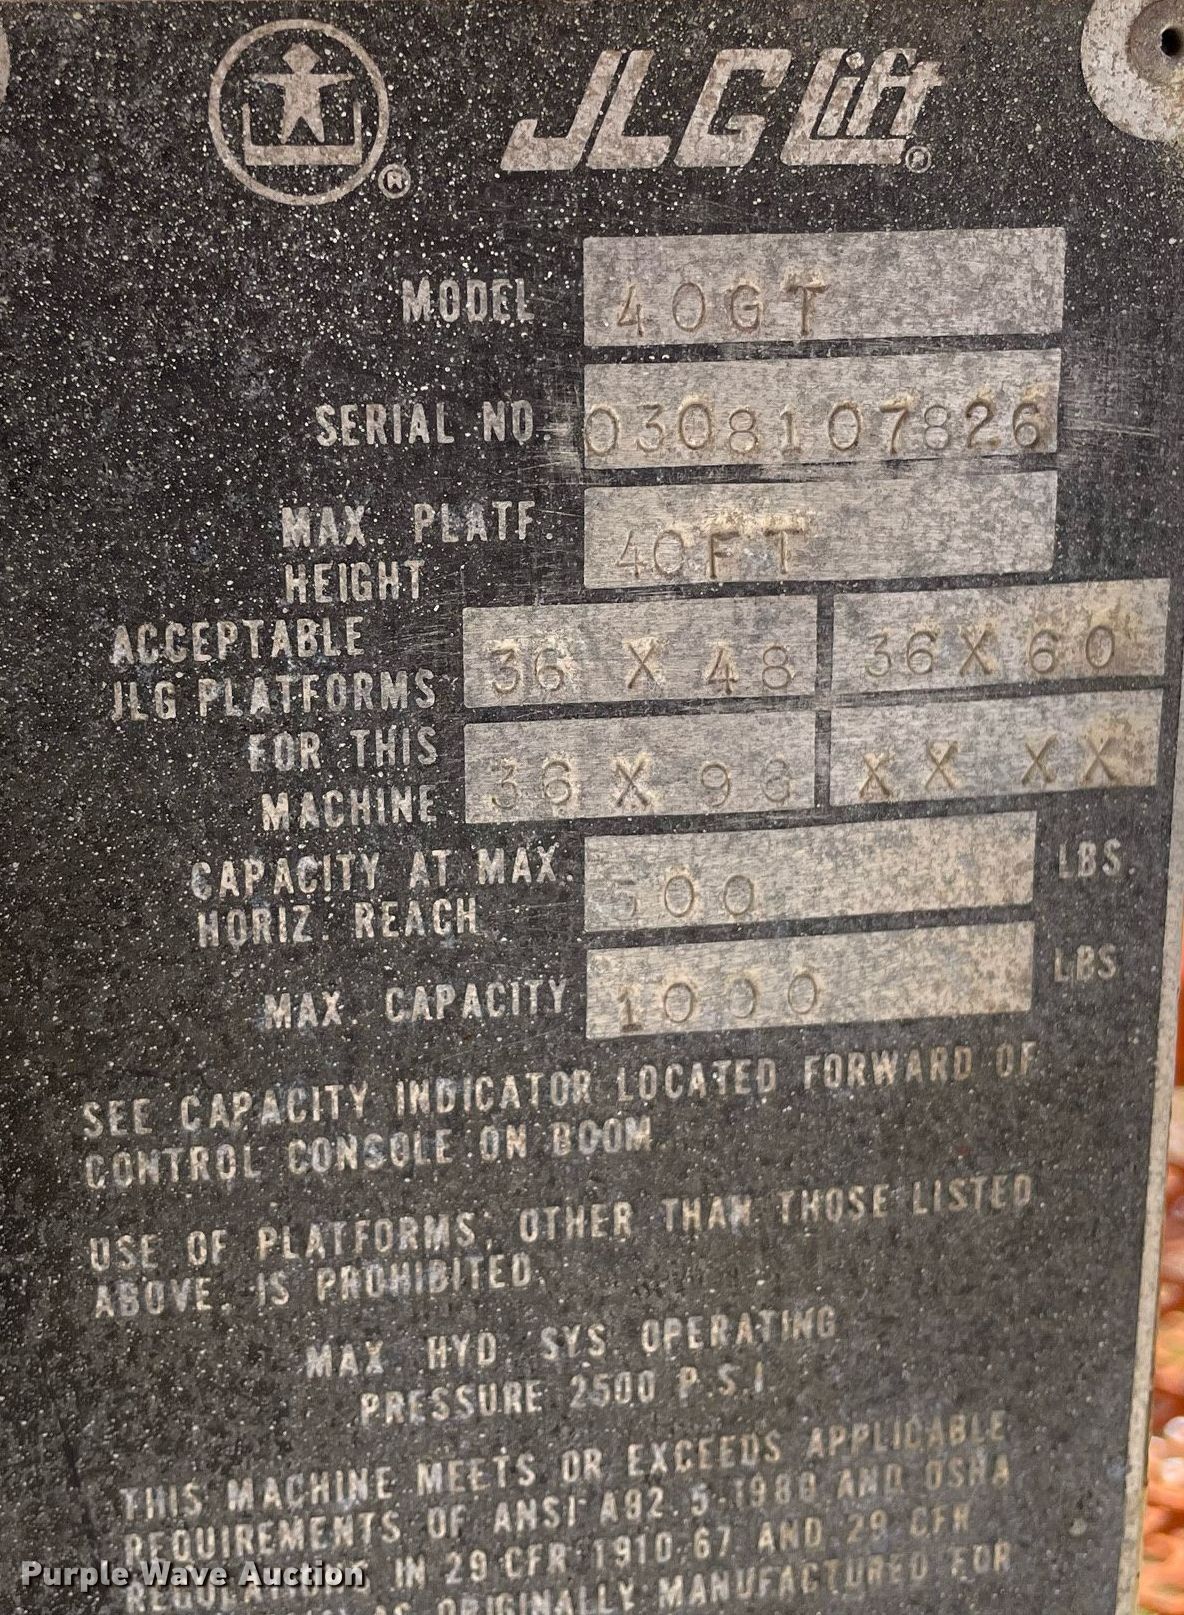 JLG Lift ®
®
MODEL 40GT
SERIAL NO. 0308107826
MAX. PLATF. HEIGHT 40FT
ACCEPTABLE
JLG PLATFORMS 36 X 48 36X60
FOR THIS
MACHINE 36 X 96 XX XX
CAPACITY AT MAX.
HORIZ. REACH LBS.
MAX. CAPACITY 1000 LBS
SEE CAPACITY INDICATOR LOCATED FORWARD OF
CONTROL CONSOLE ON BOOM.
USE OF PLATFORMS, OTHER THAN THOSE LISTED
ABOVE, IS PROHIBITED.
MAX. HYD. SYS. OPERATING
PRESSURE 2500 P.S.I.
THIS MACHINE MEETS OR EXCEEDS APPLICABLE
REQUIREMENTS OF ANSI A92.5-1980 AND OSHA
IN 29 CFR 1910.67 AND 29 CFR
AS ORIGINALLY MANUFACTURED FOR
Purple Wave Auction